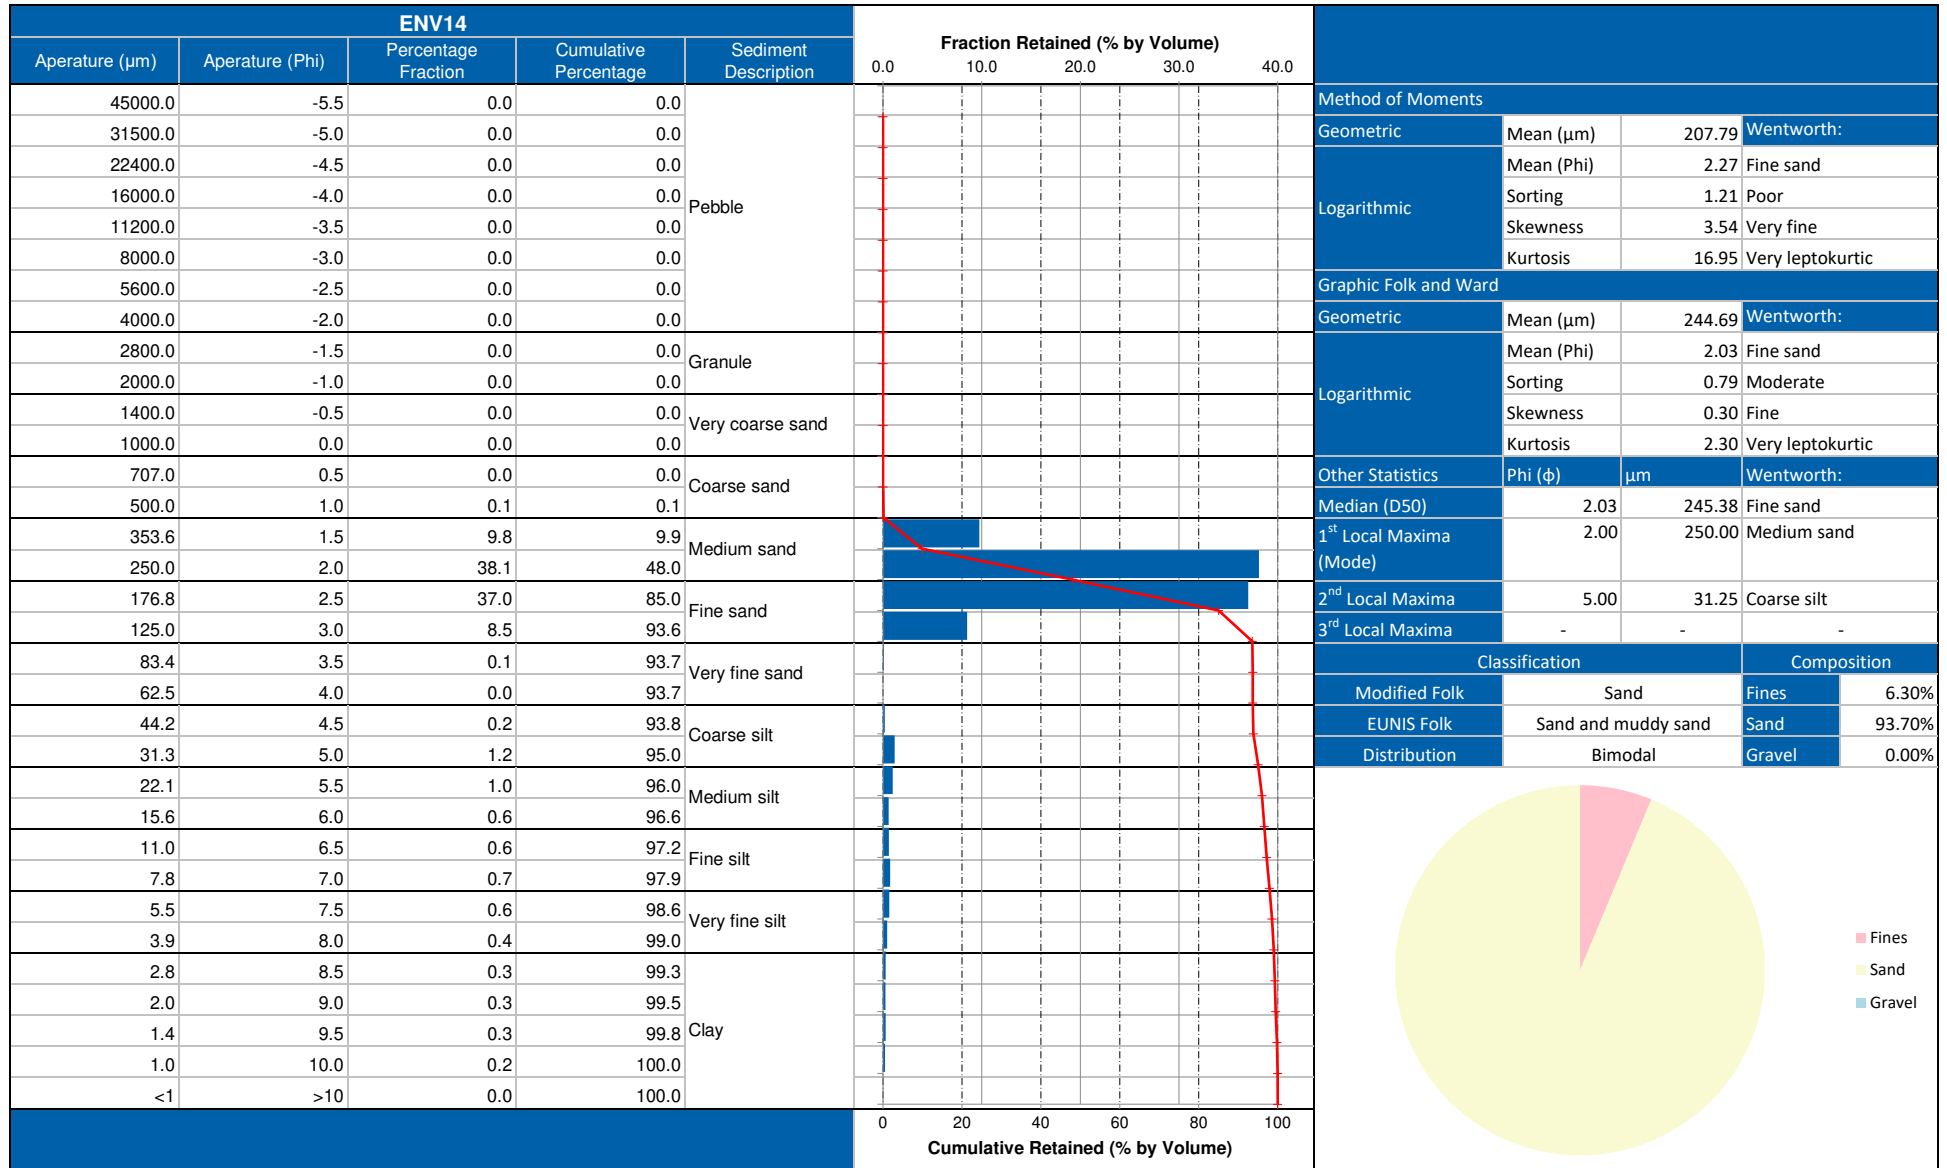 ENV14
Aperature (µm) Aperature (Phi) Percentage Fraction Cumulative Percentage Sediment Description
45000.0 -5.5 0.0 0.0
31500.0 -5.0 0.0 0.0
22400.0 -4.5 0.0 0.0
16000.0 -4.0 0.0 0.0
Pebble
11200.0 -3.5 0.0 0.0
8000.0 -3.0 0.0 0.0
5600.0 -2.5 0.0 0.0
4000.0 -2.0 0.0 0.0
2800.0 -1.5 0.0 0.0
Granule
2000.0 -1.0 0.0 0.0
1400.0 -0.5 0.0 0.0
Very coarse sand
1000.0 0.0 0.0 0.0
707.0 0.5 0.0 0.0
Coarse sand
500.0 1.0 0.1 0.1
353.6 1.5 9.8 9.9
Medium sand
250.0 2.0 38.1 48.0
176.8 2.5 37.0 85.0
Fine sand
125.0 3.0 8.5 93.6
83.4 3.5 0.1 93.7
Very fine sand
62.5 4.0 0.0 93.7
44.2 4.5 0.2 93.8
Coarse silt
31.3 5.0 1.2 95.0
22.1 5.5 1.0 96.0
Medium silt
15.6 6.0 0.6 96.6
11.0 6.5 0.6 97.2
Fine silt
7.8 7.0 0.7 97.9
5.5 7.5 0.6 98.6
Very fine silt
3.9 8.0 0.4 99.0
2.8 8.5 0.3 99.3
2.0 9.0 0.3 99.5
1.4 9.5 0.3 99.8
Clay
1.0 10.0 0.2 100.0
<1 >10 0.0 100.0
Fraction Retained (% by Volume)
0.0 10.0 20.0 30.0 40.0
0 20 40 60 80 100
Cumulative Retained (% by Volume)
Method of Moments
Geometric Mean (µm) 207.79 Wentworth:
Logarithmic
Mean (Phi) 2.27 Fine sand
Sorting 1.21 Poor
Skewness 3.54 Very fine
Kurtosis 16.95 Very leptokurtic
Graphic Folk and Ward
Geometric Mean (µm) 244.69 Wentworth:
Logarithmic
Mean (Phi) 2.03 Fine sand
Sorting 0.79 Moderate
Skewness 0.30 Fine
Kurtosis 2.30 Very leptokurtic
Other Statistics Phi (ϕ) µm Wentworth:
Median (D50) 2.03 245.38 Fine sand
1st Local Maxima 2.00 250.00 Medium sand
(Mode)
2nd Local Maxima 5.00 31.25 Coarse silt
3rd Local Maxima - - -
Classification Composition
Modified Folk Sand Fines 6.30%
EUNIS Folk Sand and muddy sand Sand 93.70%
Distribution Bimodal Gravel 0.00%
Fines
Sand
Gravel